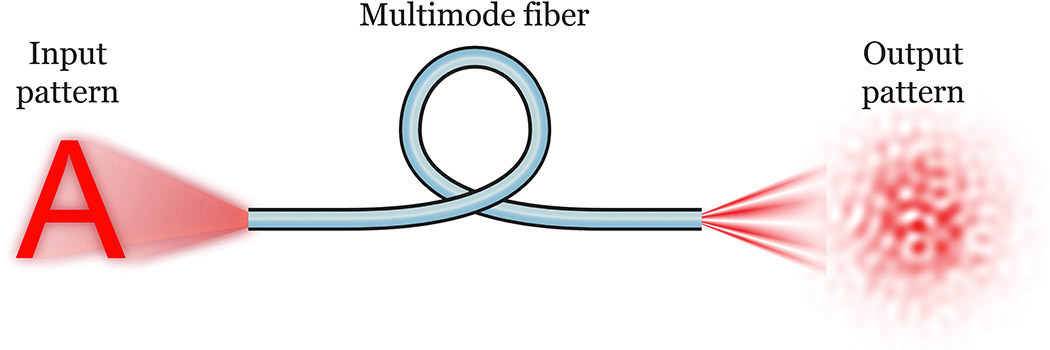 Multimode fiber
Input
pattern
Output
pattern
A